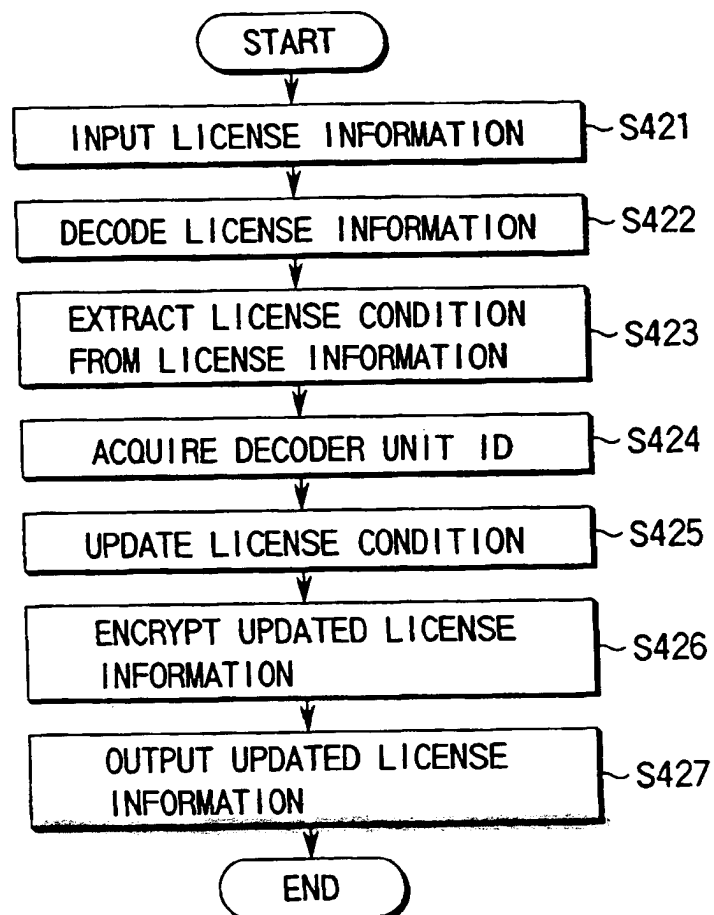 START
INPUT LICENSE INFORMATION
S421
DECODE LICENSE INFORMATION
S422
EXTRACT LICENSE CONDITION
FROM LICENSE INFORMATION
S423
ACQUIRE DECODER UNIT ID
S424
UPDATE LICENSE CONDITION
S425
ENCRYPT UPDATED LICENSE
INFORMATION
S426
OUTPUT UPDATED LICENSE
INFORMATION
S427
END